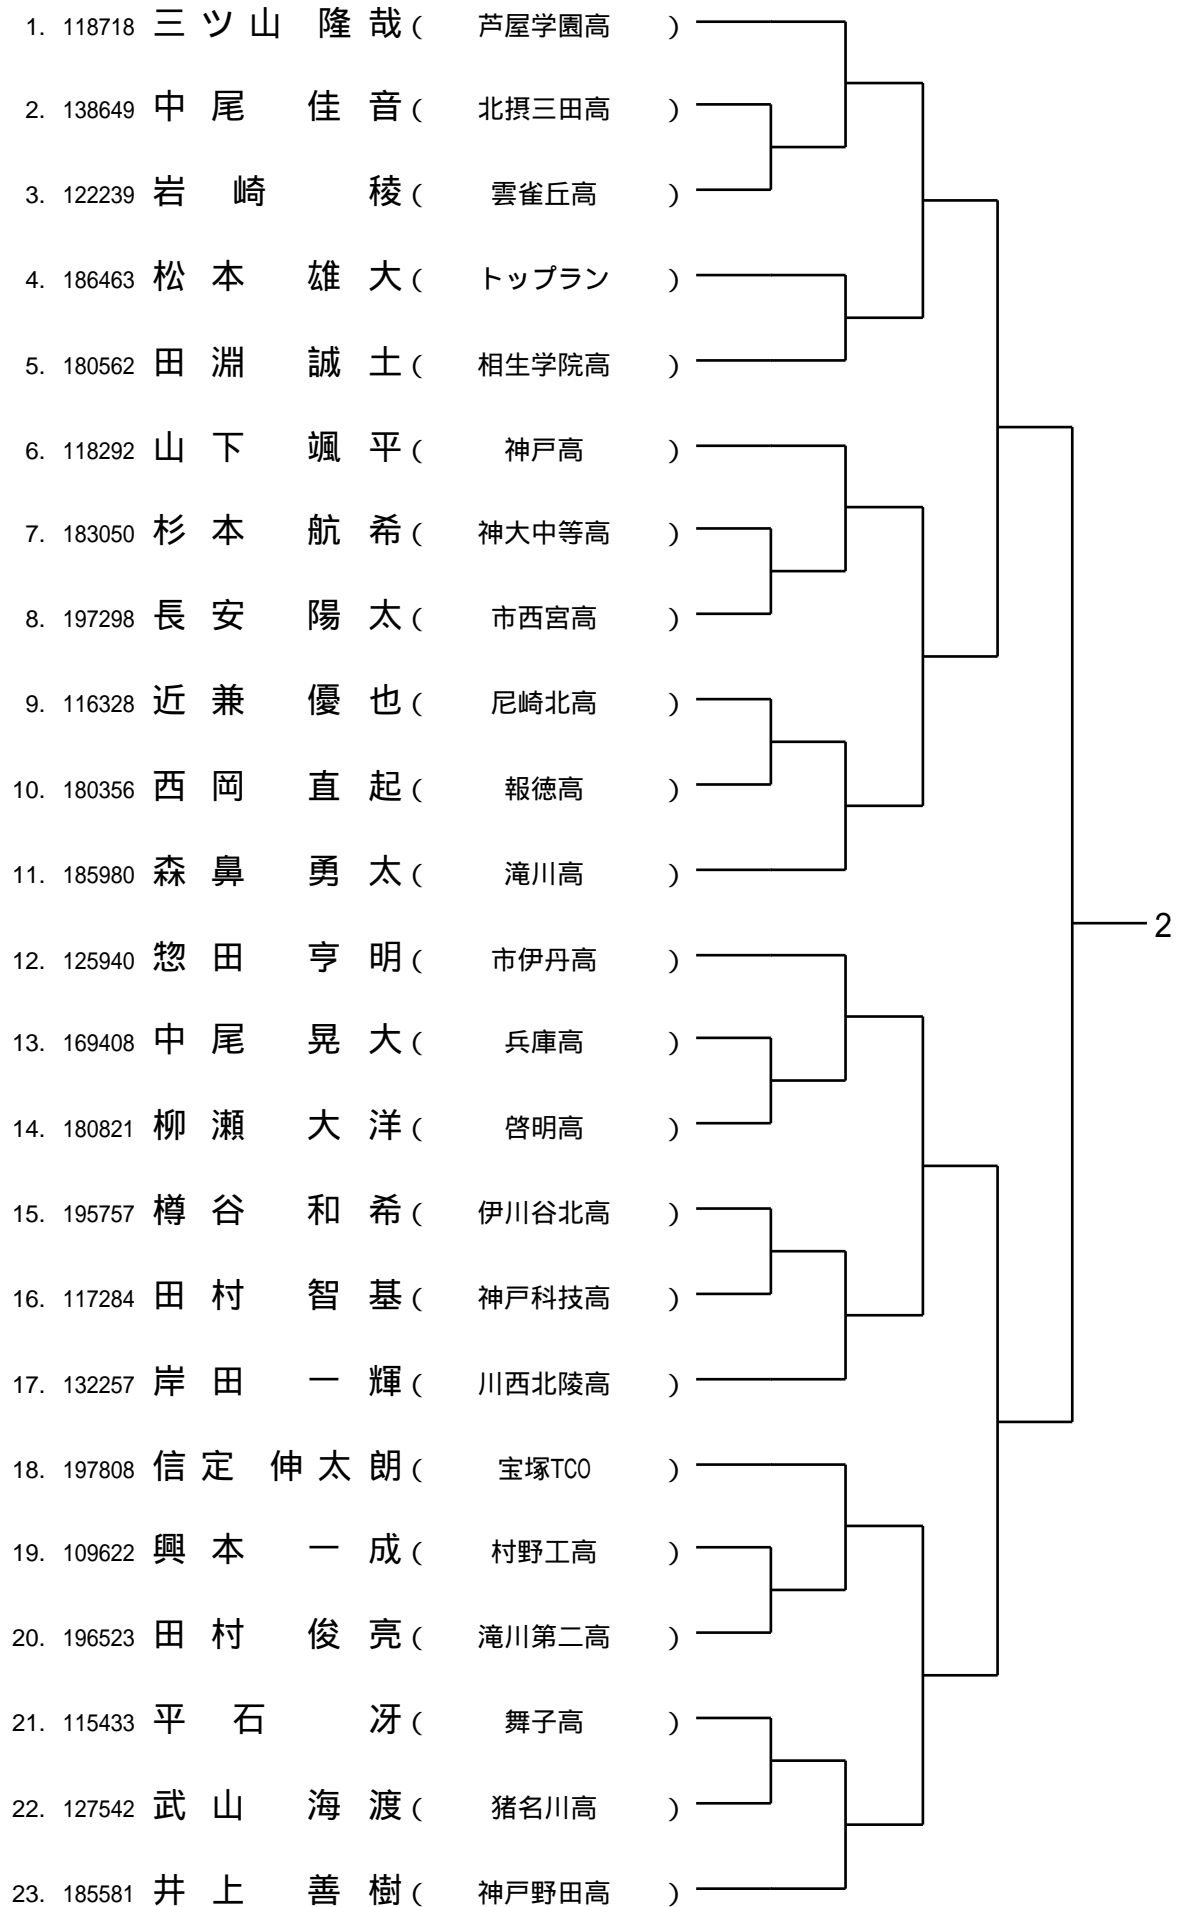 1. 118718 三ツ山 隆哉 ( 芦屋学園高 )
2. 138649 中尾 佳音 ( 北摂三田高 )
3. 122239 岩崎 稜 ( 雲雀丘高 )
4. 186463 松本 雄大 ( トップラン )
5. 180562 田淵 誠士 ( 相生学院高 )
6. 118292 山下 颯平 ( 神戸高 )
7. 183050 杉本 航希 ( 神大中等高 )
8. 197298 長安 陽太 ( 市西宮高 )
9. 116328 近兼 優也 ( 尼崎北高 )
10. 180356 西岡 直起 ( 報徳高 )
11. 185980 森鼻 勇太 ( 滝川高 )
2
12. 125940 惣田 亨明 ( 市伊丹高 )
13. 169408 中尾 晃大 ( 兵庫高 )
14. 180821 柳瀬 大洋 ( 啓明高 )
15. 195757 樽谷 和希 ( 伊川谷北高 )
16. 117284 田村 智基 ( 神戸科技高 )
17. 132257 岸田 一輝 ( 川西北陵高 )
18. 197808 信定 伸太朗 ( 宝塚TCO )
19. 109622 興本 一成 ( 村野工高 )
20. 196523 田村 俊亮 ( 滝川第二高 )
21. 115433 平石 冴 ( 舞子高 )
22. 127542 武山 海渡 ( 猪名川高 )
23. 185581 井上 善樹 ( 神戸野田高 )